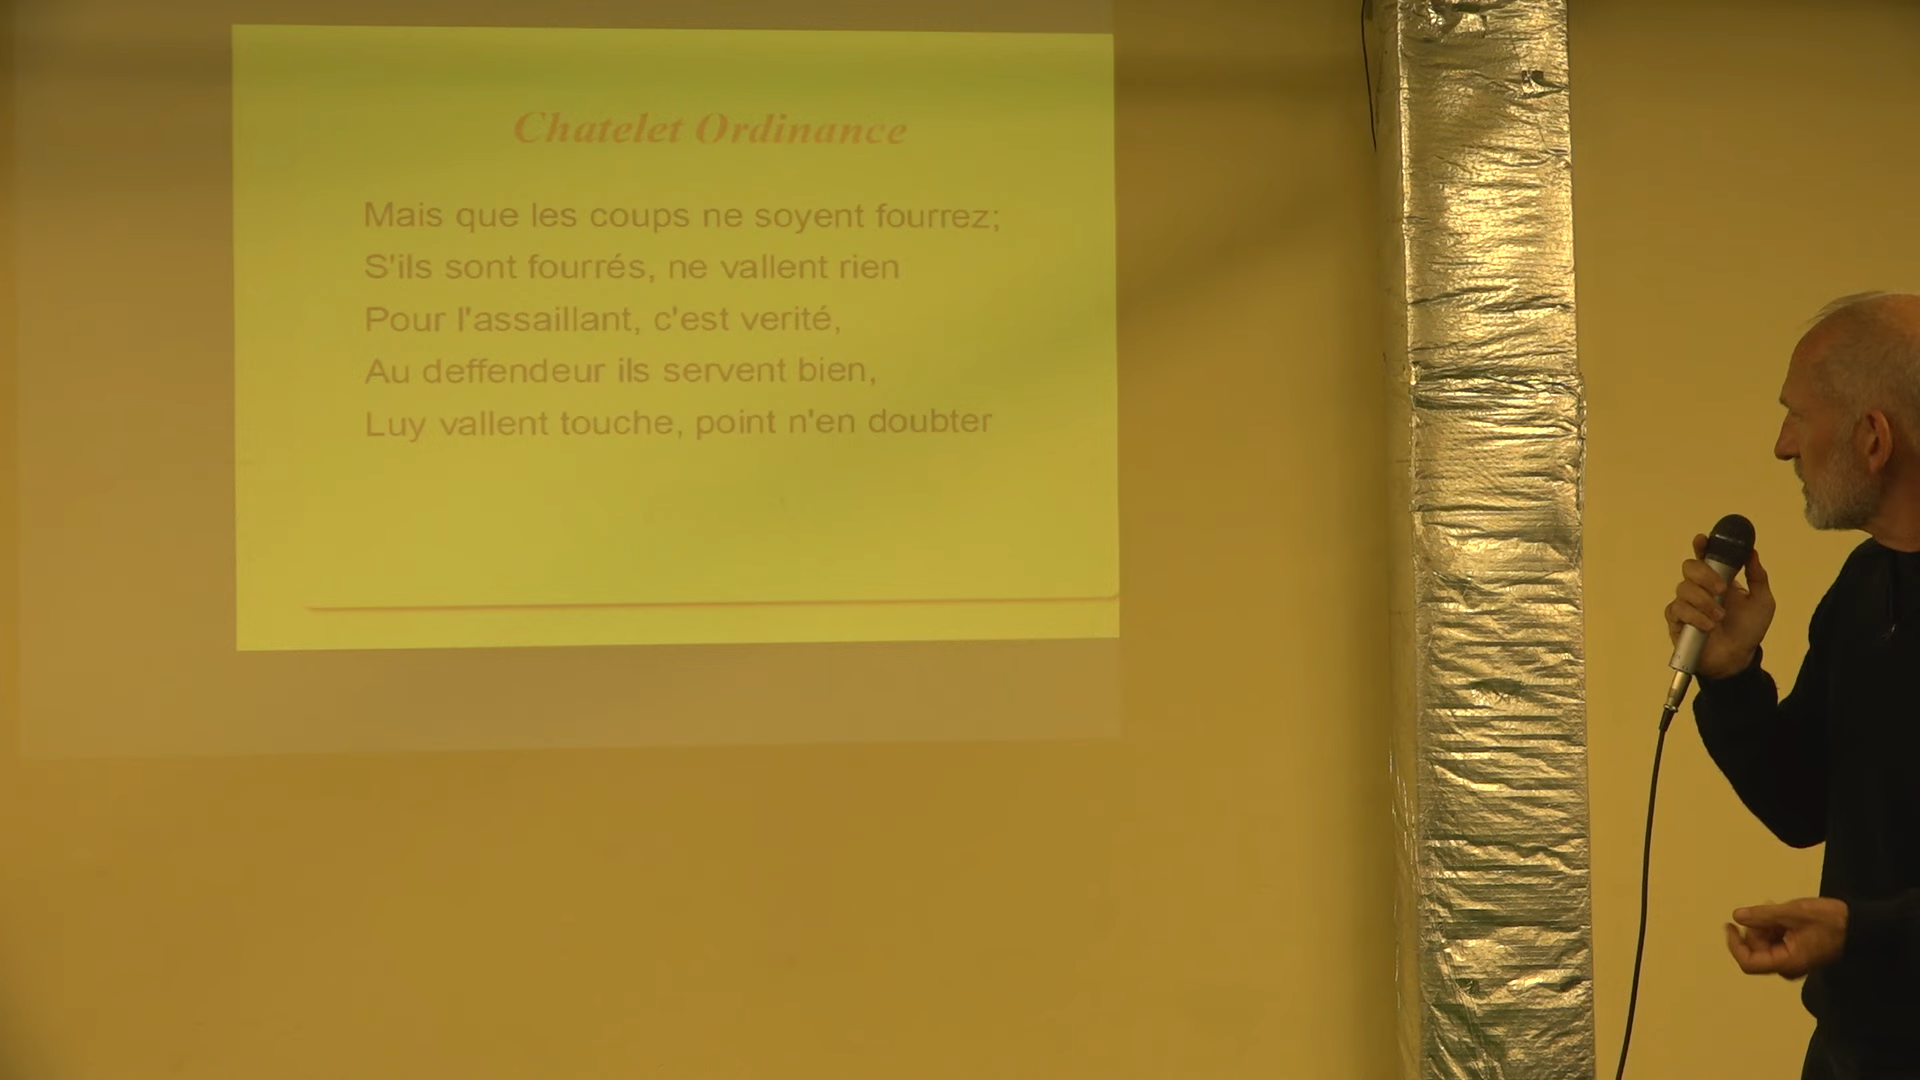 Chatelet Ordinance
Mais que les coups ne soyent fourrez;
S'ils sont fourrés, ne vallent rien
Pour l'assaillant, c'est verité,
Au deffendeur ils servent bien,
Luy vallent touche, point n'en doubter